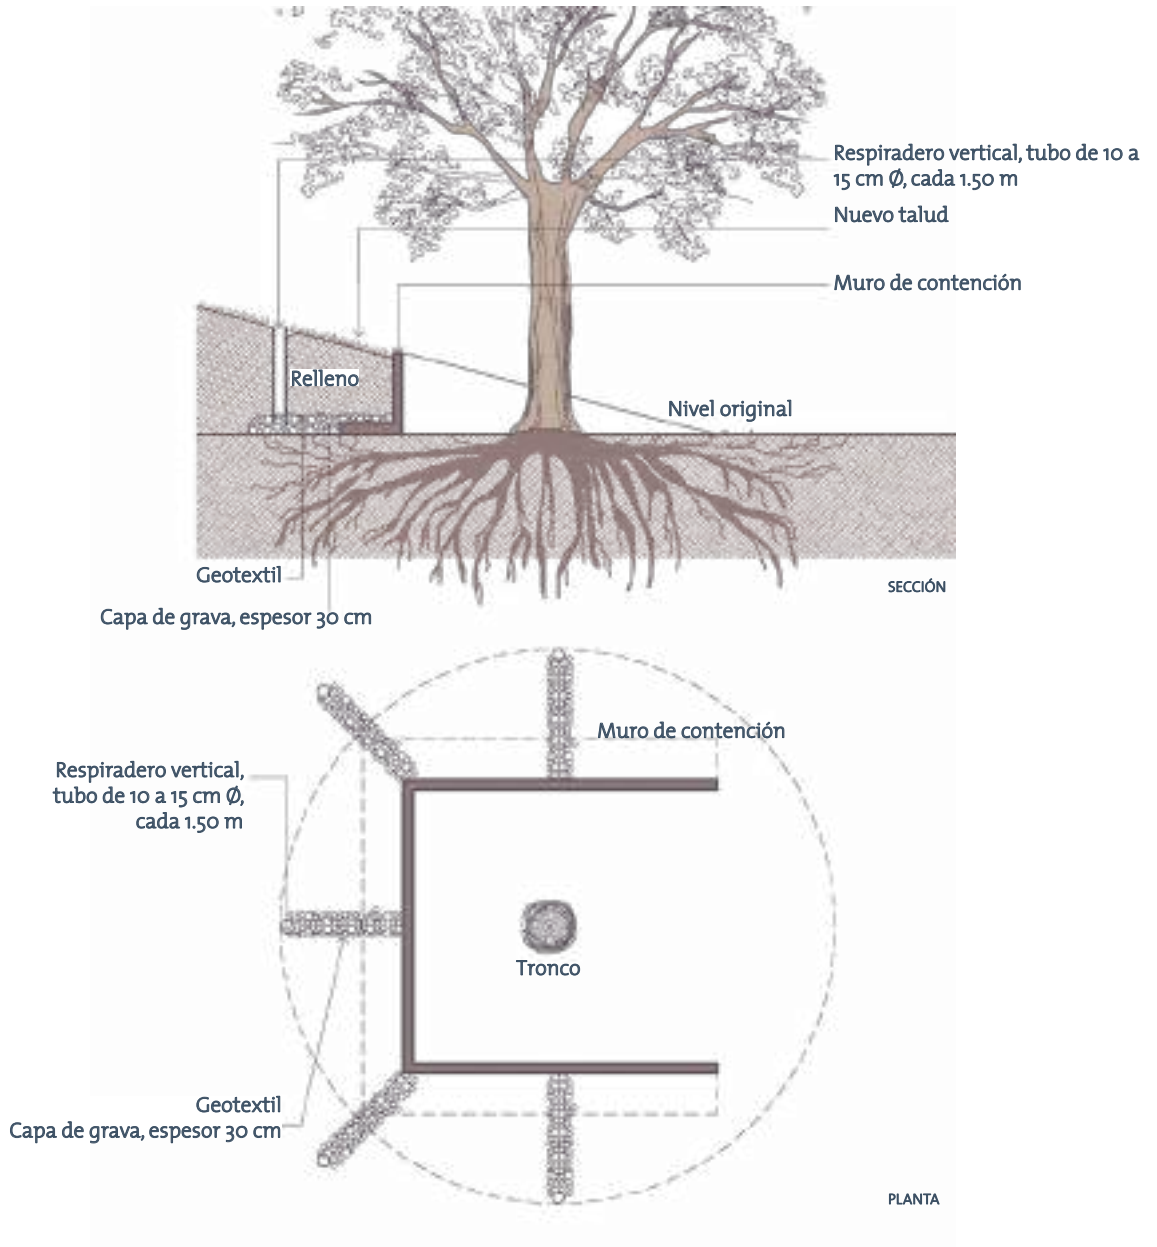 Respiradero vertical, tubo de 10 a
15 cm Ø, cada 1.50 m
Nuevo talud
Muro de contención
Relleno
Nivel original
Geotextil
SECCIÓN
Capa de grava, espesor 30 cm
Muro de contención
Respiradero vertical,
tubo de 10 a 15 cm Ø,
cada 1.50 m
Tronco
Geotextil
Capa de grava, espesor 30 cm
PLANTA